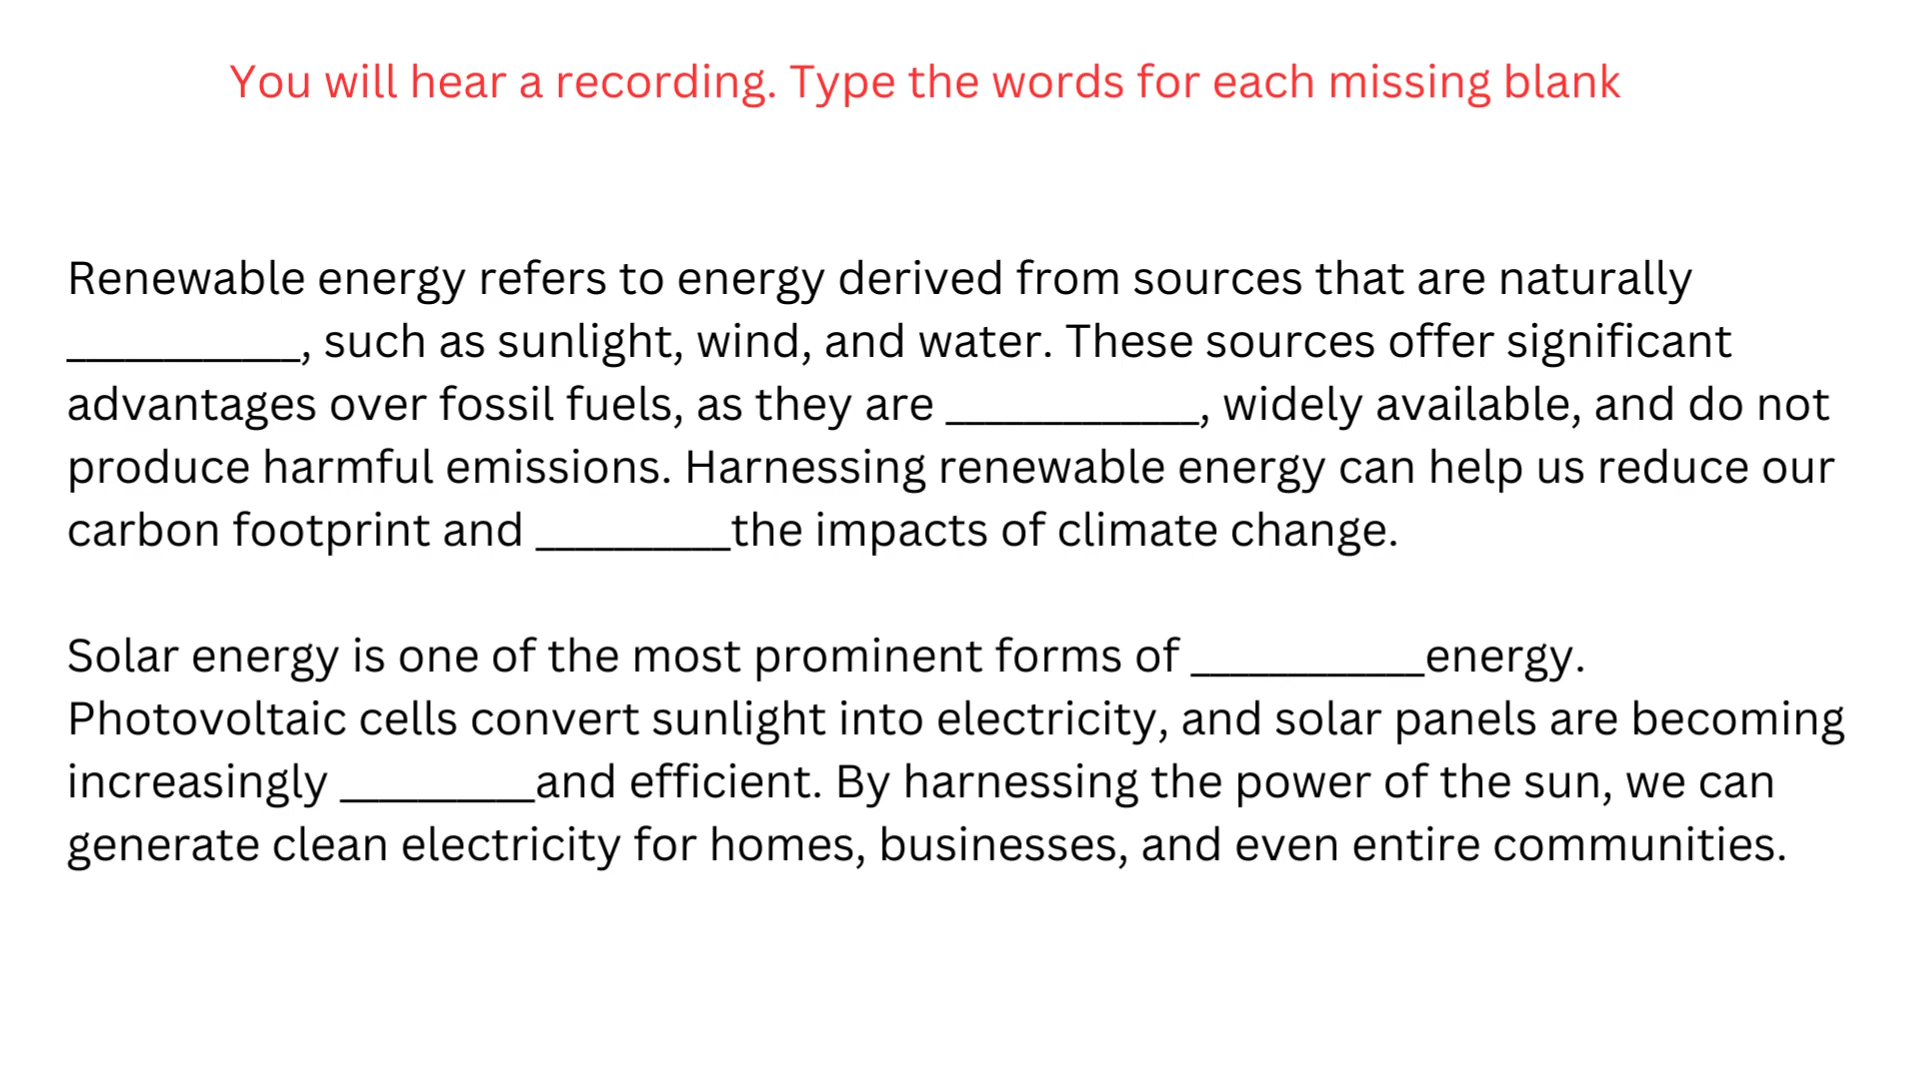 You will hear a recording. Type the words for each missing blank
Renewable energy refers to energy derived from sources that are naturally
____________, such as sunlight, wind, and water. These sources offer significant
advantages over fossil fuels, as they are _____________, widely available, and do not
produce harmful emissions. Harnessing renewable energy can help us reduce our
carbon footprint and __________the impacts of climate change.
Solar energy is one of the most prominent forms of ____________energy.
Photovoltaic cells convert sunlight into electricity, and solar panels are becoming
increasingly __________and efficient. By harnessing the power of the sun, we can
generate clean electricity for homes, businesses, and even entire communities.